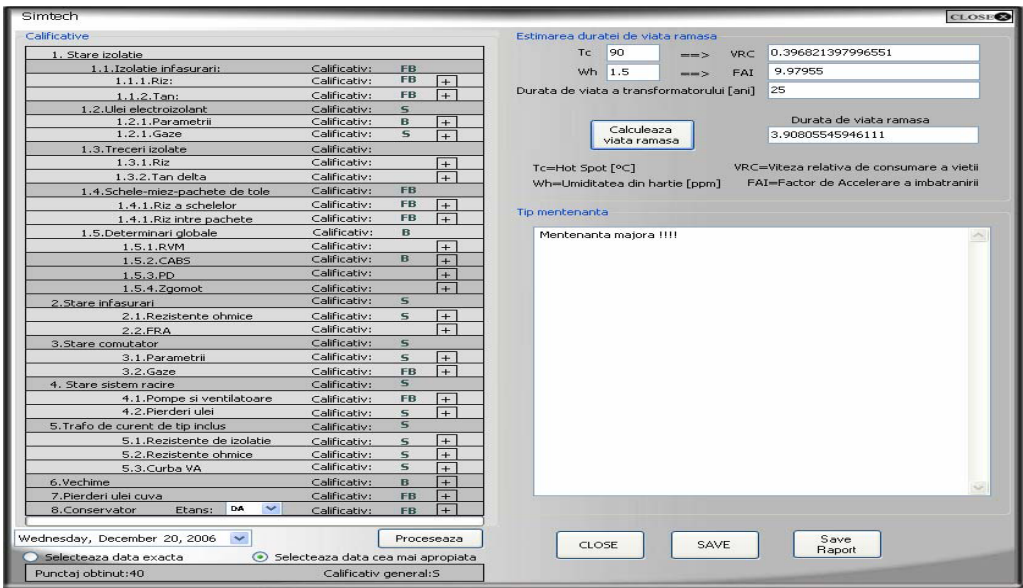 Simtech
CLOSE
Calificative
1. Stare izolatie
1.1.Izolatie infasurari: Calificativ: FB
1.1.1.Riz: Calificativ: FB +
1.1.2.Tan: Calificativ: FB +
1.2.Ulei electroizolant Calificativ: S
1.2.1.Parametrii Calificativ: B +
1.2.1.Gaze Calificativ: S +
1.3.Treceri izolate Calificativ:
1.3.1.Riz Calificativ: +
1.3.2.Tan delta Calificativ: +
1.4.Schele-miez-pachete de tole Calificativ: FB
1.4.1.Riz a schelelor Calificativ: FB +
1.4.1.Riz intre pachete Calificativ: FB +
1.5.Determinari globale Calificativ: B
1.5.1.RVM Calificativ: +
1.5.2.CABS Calificativ: B +
1.5.3.PD Calificativ: +
1.5.4.Zgomot Calificativ: +
2.Stare infasurari Calificativ: S
2.1.Rezistente ohmice Calificativ: S +
2.2.FRA Calificativ: +
3.Stare comutator Calificativ: S
3.1.Parametrii Calificativ: S +
3.2.Gaze Calificativ: FB +
4. Stare sistem racire Calificativ: S
4.1.Pompe si ventilatoare Calificativ: FB +
4.2.Pierderi ulei Calificativ: S +
5.Trafo de curent de tip inclus Calificativ: S
5.1.Rezistente de izolatie Calificativ: S +
5.2.Rezistente ohmice Calificativ: S +
5.3.Curba VA Calificativ: S +
6.Vechime Calificativ: B +
7.Pierderi ulei cuva Calificativ: FB +
8.Conservator Etans: DA Calificativ: FB +
Wednesday, December 20, 2006 Proceseaza
Selecteaza data exacta Selecteaza data cea mai apropiata
Punctaj obtinut:40 Calificativ general:S
Estimarea duratei de viata ramasa
Tc 90 ==> VRC 0.396821397996551
Wh 1.5 ==> FAI 9.97955
Durata de viata a transformatorului [ani] 25
Durata de viata ramasa
Calculeaza
viata ramasa
3.90805545946111
Tc=Hot Spot [ºC] VRC=Viteza relativa de consumare a vietii
Wh=Umiditatea din hartie [ppm] FAI=Factor de Accelerare a imbatranirii
Tip mentenanta
Mentenanta majora !!!!
CLOSE SAVE Save
Raport